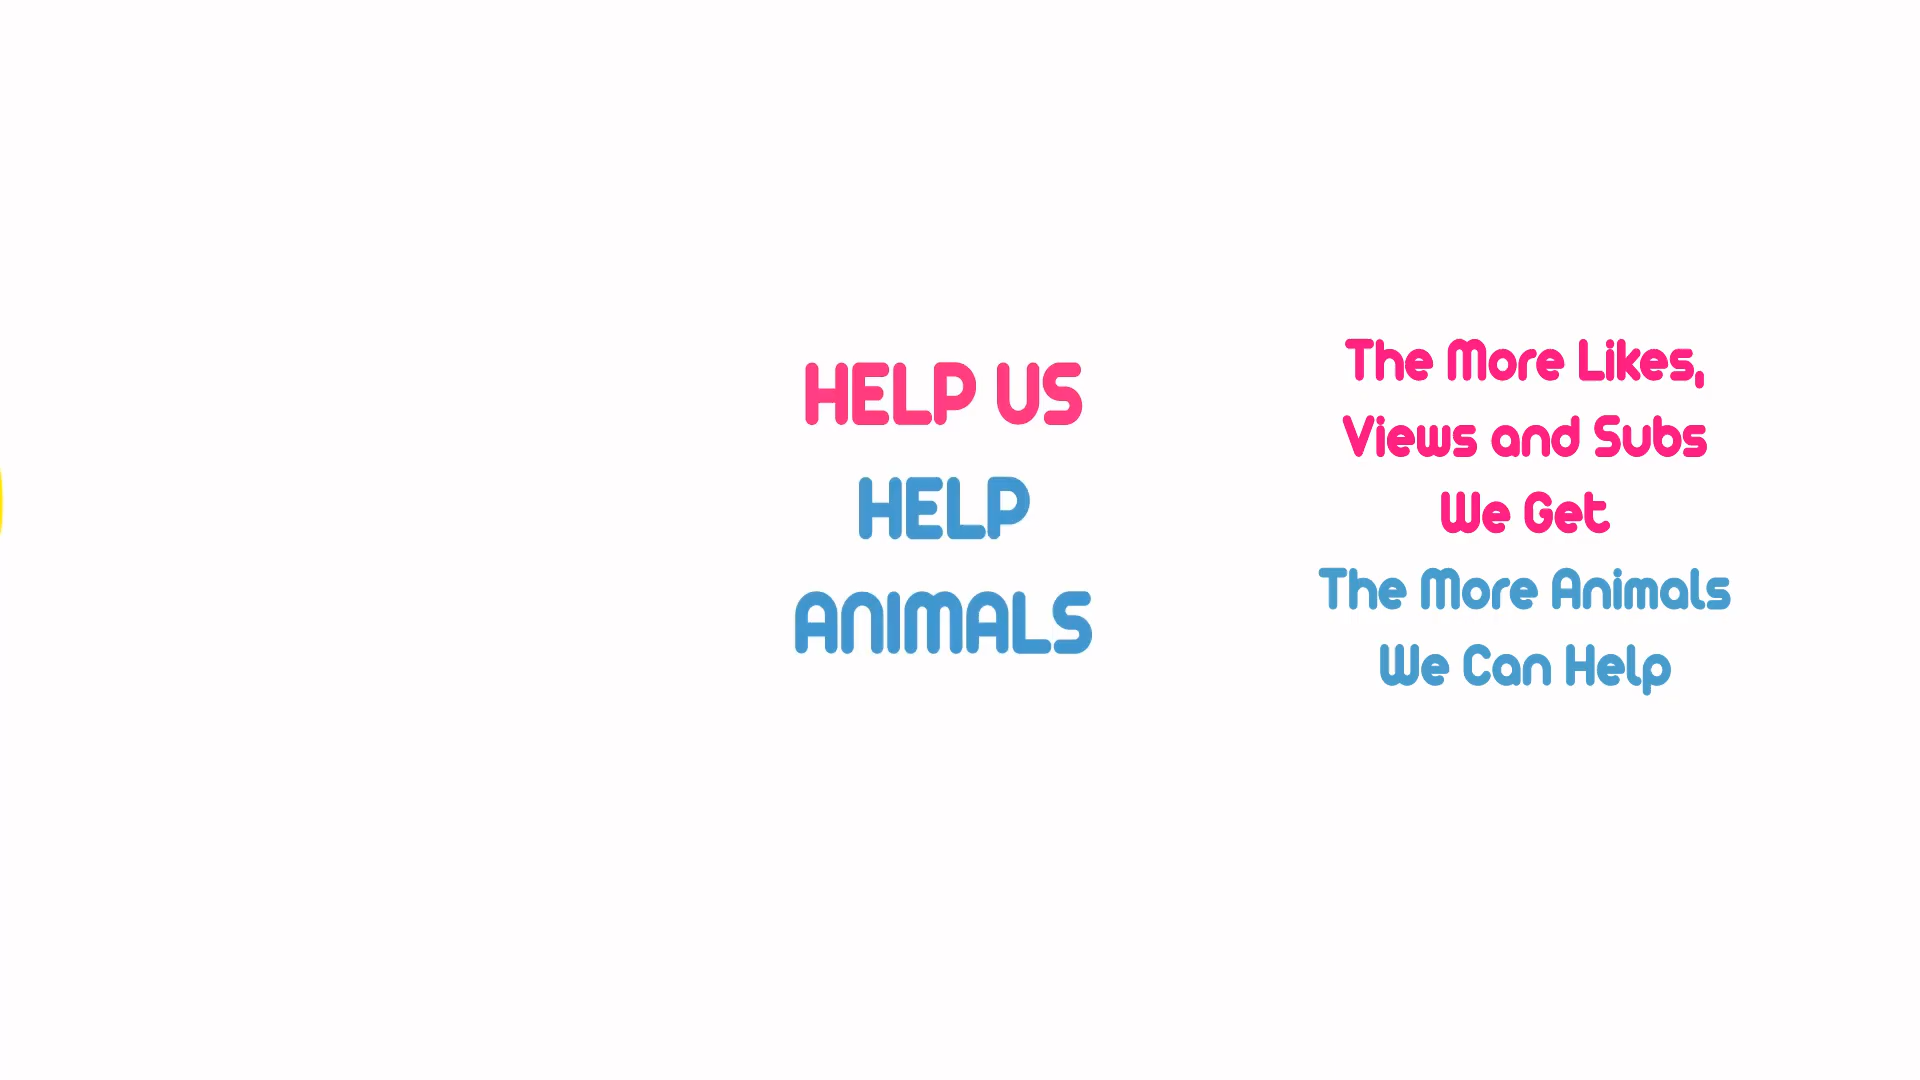 HELP US
HELP
ANIMALS
The More Likes,
Views and Subs
We Get
The More Animals
We Can Help